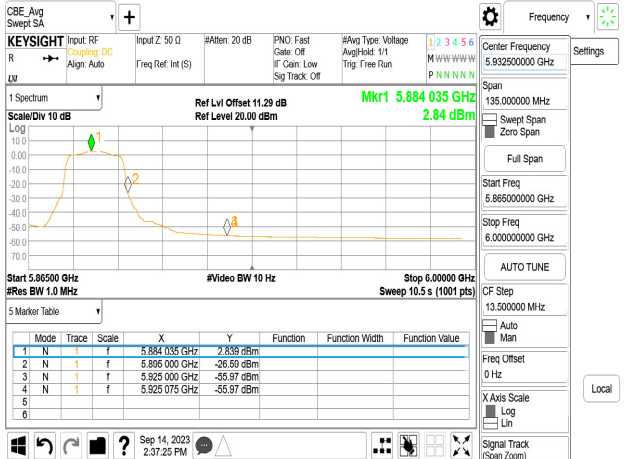 CBE_Avg
Swept SA
+
Frequency
KEYSIGHT
R
LXI
Input: RF
Coupling: DC
Align: Auto
Input Z: 50 Ω
Freq Ref: Int (S)
#Atten: 20 dB
PNO: Fast
Gate: Off
IF Gain: Low
Sig Track: Off
#Avg Type: Voltage
Avg|Hold: 1/1
Trig: Free Run
1 2 3 4 5 6
M W W W W W
P N N N N N
1 Spectrum
Scale/Div 10 dB
Ref Lvl Offset 11.29 dB
Ref Level 20.00 dBm
Mkr1 5.884 035 GHz
2.84 dBm
Log
10.0
0.00
-10.0
-20.0
-30.0
-40.0
-50.0
-60.0
70.0
1
2
Start 5.86500 GHz
#Res BW 1.0 MHz
#Video BW 10 Hz
Stop 6.00000 GHz
Sweep 10.5 s (1001 pts)
5 Marker Table
Mode Trace Scale X Y Function Function Width Function Value
1 N 1 f 5.884 035 GHz 2.839 dBm
2 N 1 f 5.895 000 GHz -26.59 dBm
3 N 1 f 5.925 000 GHz -55.97 dBm
4 N 1 f 5.925 075 GHz -55.97 dBm
5
6
Sep 14, 2023
2:37:25 PM
?
Center Frequency
5.932500000 GHz
Settings
Span
135.000000 MHz
Swept Span
Zero Span
Full Span
Start Freq
5.865000000 GHz
Stop Freq
6.000000000 GHz
AUTO TUNE
CF Step
13.500000 MHz
Auto
Man
Freq Offset
0 Hz
X Axis Scale
Log
Lin
Local
Signal Track
(Span Zoom)